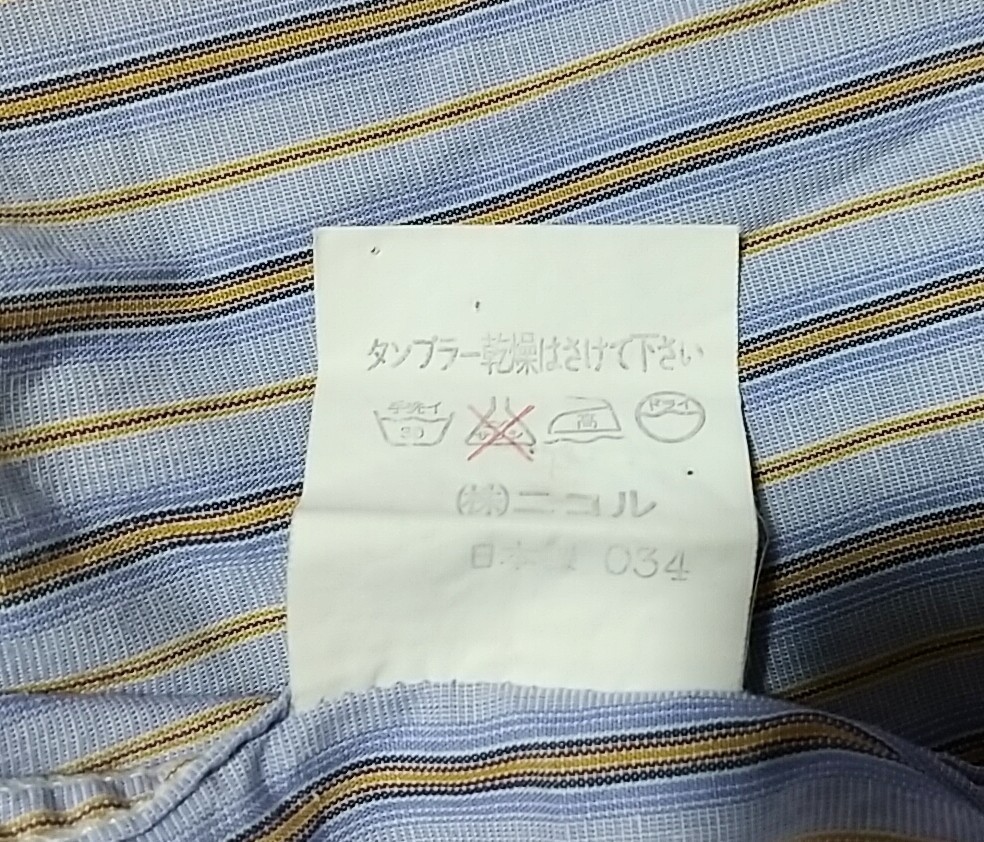 タンブラー乾燥はさけて下さい
手洗イ 30 高 ドライ
(株)ニコル
日本製 034